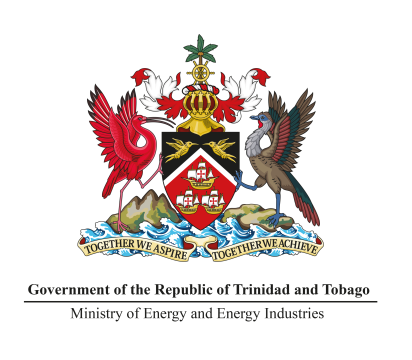 TOGETHER WE ASPIRE TOGETHER WE ACHIEVE
Government of the Republic of Trinidad and Tobago
Ministry of Energy and Energy Industries